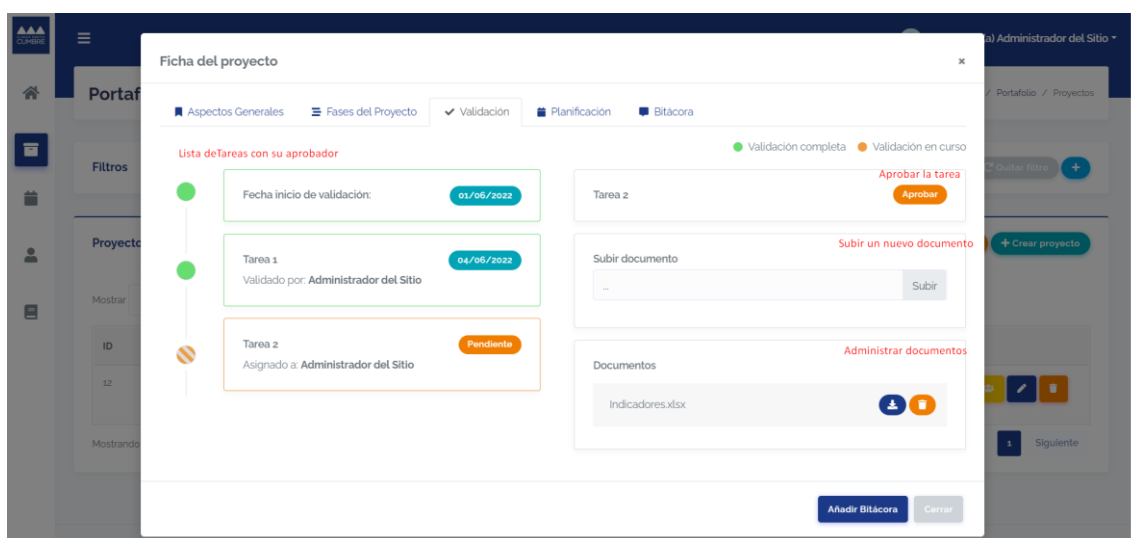 CUMBRE
(a) Administrador del Sitio
Ficha del proyecto
×
Portaf
/ Portafolio / Proyectos
Aspectos Generales
Fases del Proyecto
Validación
Planificación
Bitácora
Lista deTareas con su aprobador
Validación completa
Validación en curso
Filtros
Quitar filtro
+
Fecha inicio de validación:
01/06/2022
Aprobar la tarea
Tarea 2
Aprobar
Proyecto
+ Crear proyecto
Tarea 1
04/06/2022
Validado por: Administrador del Sitio
Subir un nuevo documento
Subir documento
...
Subir
Mostrar
Tarea 2
Pendiente
Asignado a: Administrador del Sitio
Administrar documentos
Documentos
Indicadores.xlsx
ID
12
Mostrando
1
Siguiente
Añadir Bitácora
Cerrar